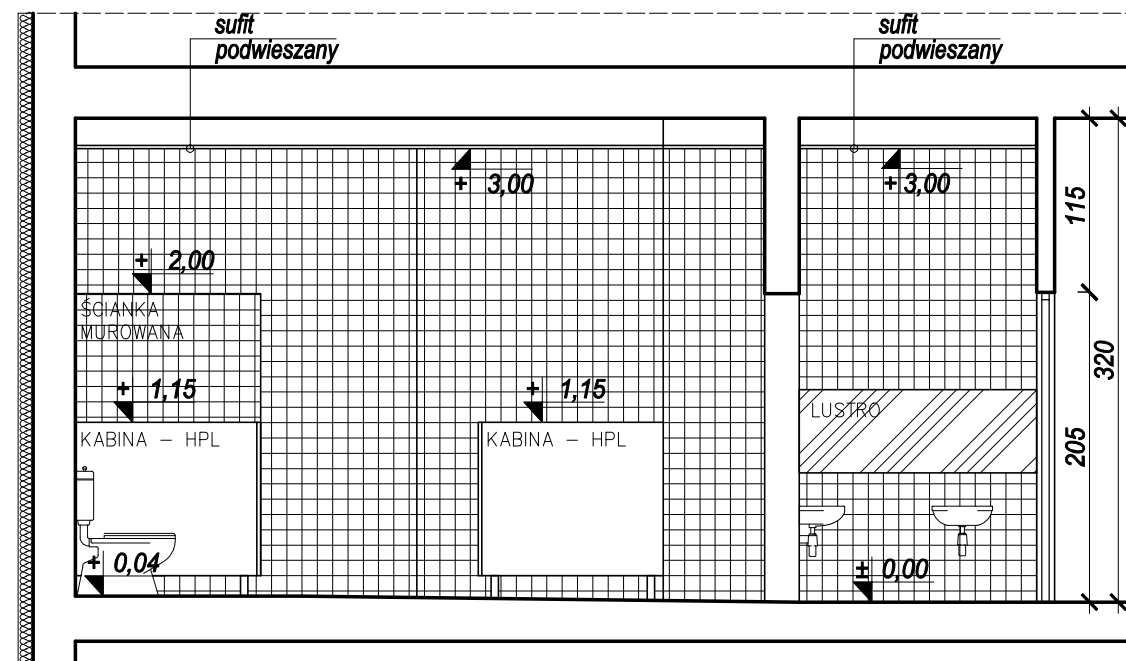 sufit
podwieszany
sufit
podwieszany
+ 3,00
+ 3,00
115
+ 2,00
ŚCIANKA
MUROWANA
+ 1,15
+ 1,15
320
LUSTRO
KABINA – HPL
KABINA – HPL
205
+ 0,04
± 0,00